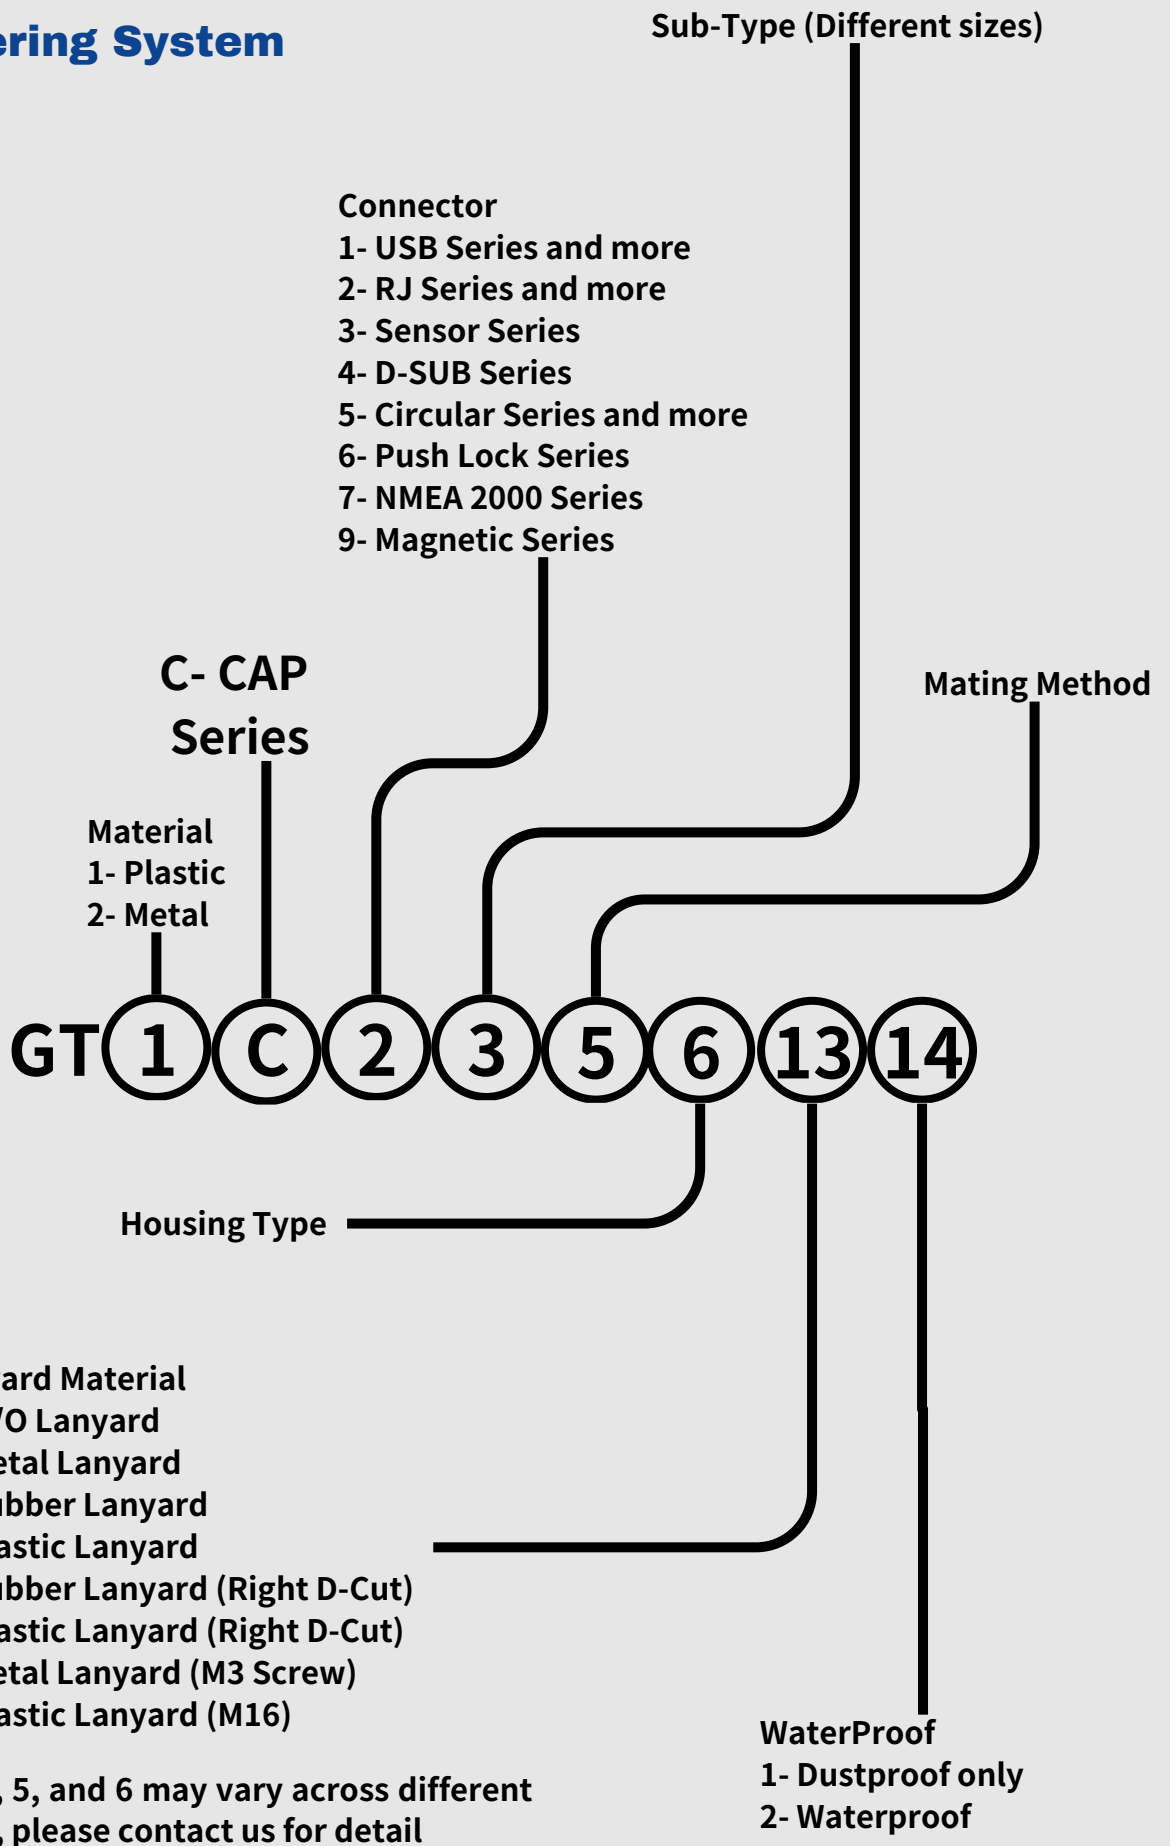 ering System
Sub-Type (Different sizes)
Connector
1- USB Series and more
2- RJ Series and more
3- Sensor Series
4- D-SUB Series
5- Circular Series and more
6- Push Lock Series
7- NMEA 2000 Series
9- Magnetic Series
C- CAP
Series
Mating Method
Material
1- Plastic
2- Metal
GT 1 C 2 3 5 6 13 14
Housing Type
ard Material
/O Lanyard
etal Lanyard
ubber Lanyard
astic Lanyard
ubber Lanyard (Right D-Cut)
astic Lanyard (Right D-Cut)
etal Lanyard (M3 Screw)
astic Lanyard (M16)
, 5, and 6 may vary across different
, please contact us for detail
WaterProof
1- Dustproof only
2- Waterproof